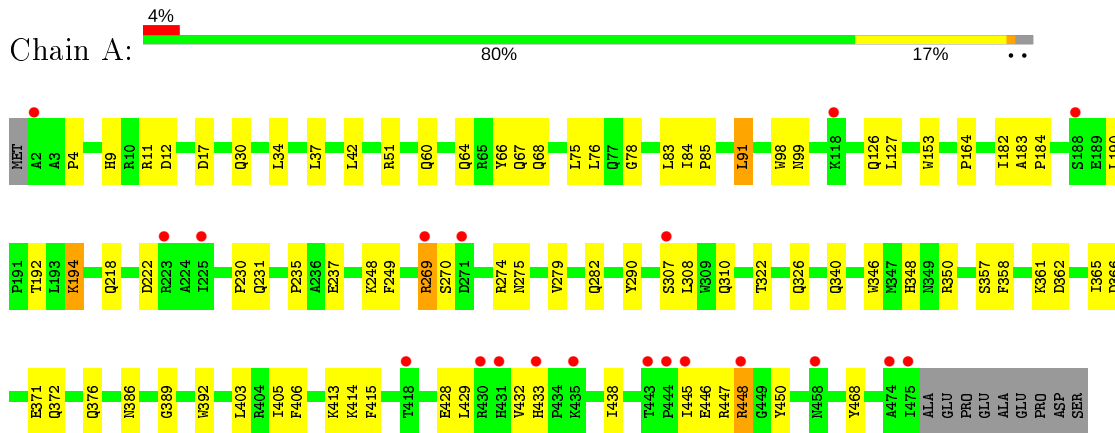 4%
Chain A:
80% 17% • •
MET A2 A3 P4 H9 R10 R11 D12 D17 Q30 L34 L37 L42 R51 Q60 Q64 R65 Y66 Q67 Q68 L75 L76 Q77 G78 L83 I84 P85 L91 W98 N99 K118 Q126 L127 W153 P164 I182 A183 P184 S188 E189 L190
P191 T192 L193 K194 Q218 D222 R223 A224 I225 P230 Q231 P235 A236 E237 K248 F249 R269 S270 D271 R274 N275 V279 Q282 Y290 S307 L308 W309 Q310 T322 Q326 Q340 W346 M347 H348 N349 R350 S357 F358 K361 D362 I365 D366
E371 Q372 Q376 N386 G389 W392 L403 R404 I405 F406 K413 K414 F415 T418 E428 L429 R430 H431 V432 H433 P434 K435 I438 T443 P444 I445 E446 R447 R448 G449 Y450 N458 Y468 A474 I475 ALA GLU PRO GLU ALA GLU PRO ASP SER